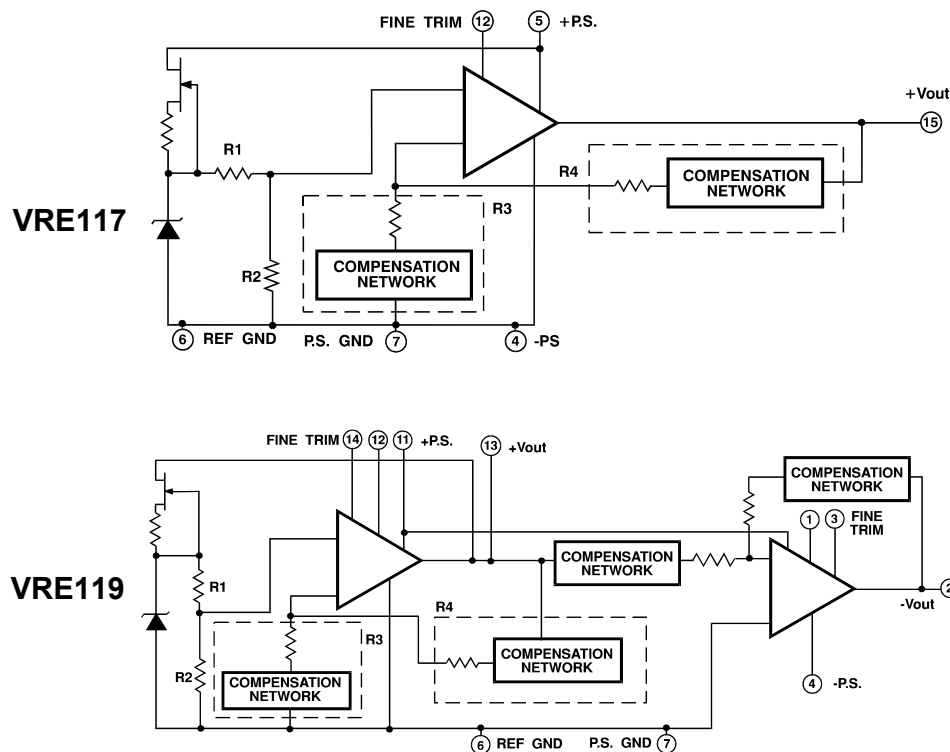 FINE TRIM 12 5 +P.S.
+Vout
15
R1
R4
COMPENSATION
NETWORK
VRE117
R3
R2
COMPENSATION
NETWORK
6 REF GND P.S. GND 7 4 -PS
FINE TRIM 14 12 11 +P.S. 13 +Vout
COMPENSATION
NETWORK
1 3 FINE
TRIM
COMPENSATION
NETWORK
VRE119
R1
2
-Vout
R4
R3
COMPENSATION
NETWORK
R2
COMPENSATION
NETWORK
4 -P.S.
6 REF GND P.S. GND 7